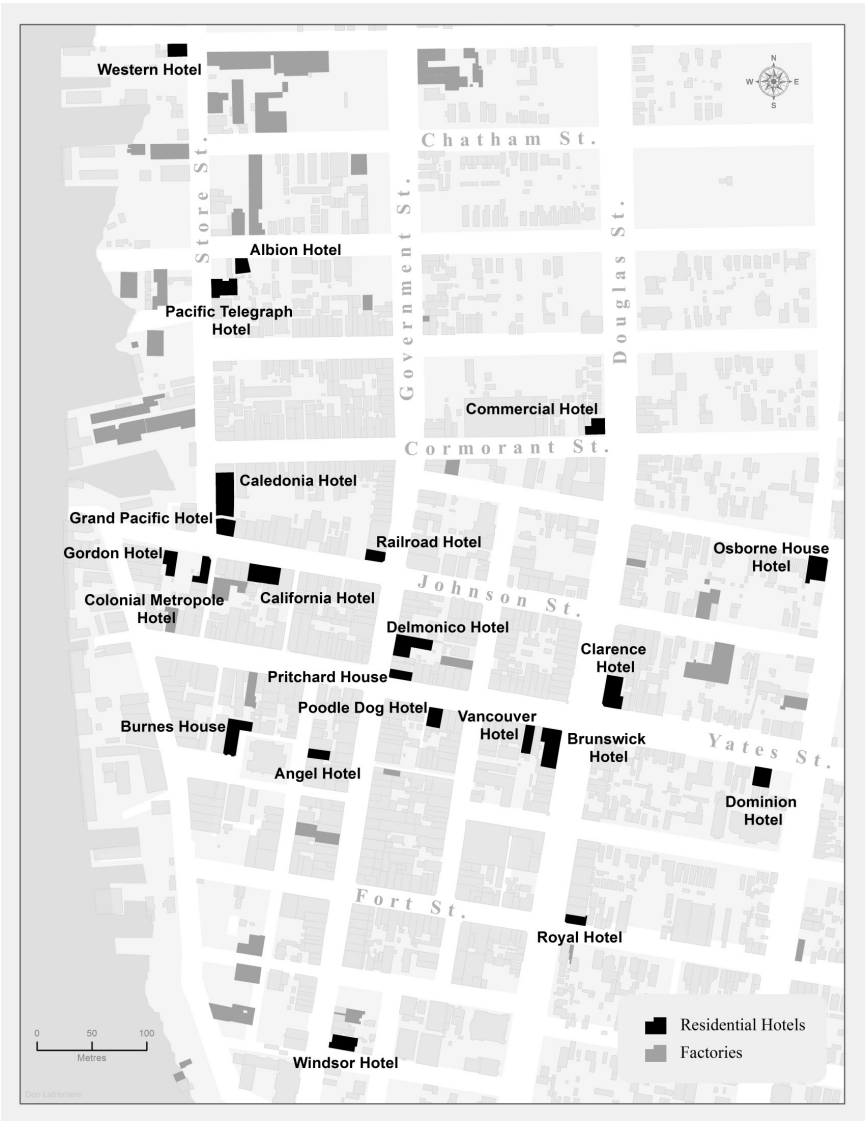 Western Hotel
N
W
E
S
Chatham St.
Store St.
Government St.
Douglas St.
Albion Hotel
Pacific Telegraph
Hotel
Commercial Hotel
Cormorant St.
Caledonia Hotel
Grand Pacific Hotel
Gordon Hotel
Railroad Hotel
Osborne House
Hotel
Colonial Metropole
Hotel
California Hotel
Johnson St.
Delmonico Hotel
Clarence
Hotel
Pritchard House
Poodle Dog Hotel
Vancouver
Hotel
Burnes House
Brunswick
Hotel
Yates St.
Angel Hotel
Dominion
Hotel
Fort St.
Royal Hotel
Residential Hotels
Factories
0 50 100
Metres
Windsor Hotel
Don Lafreniere